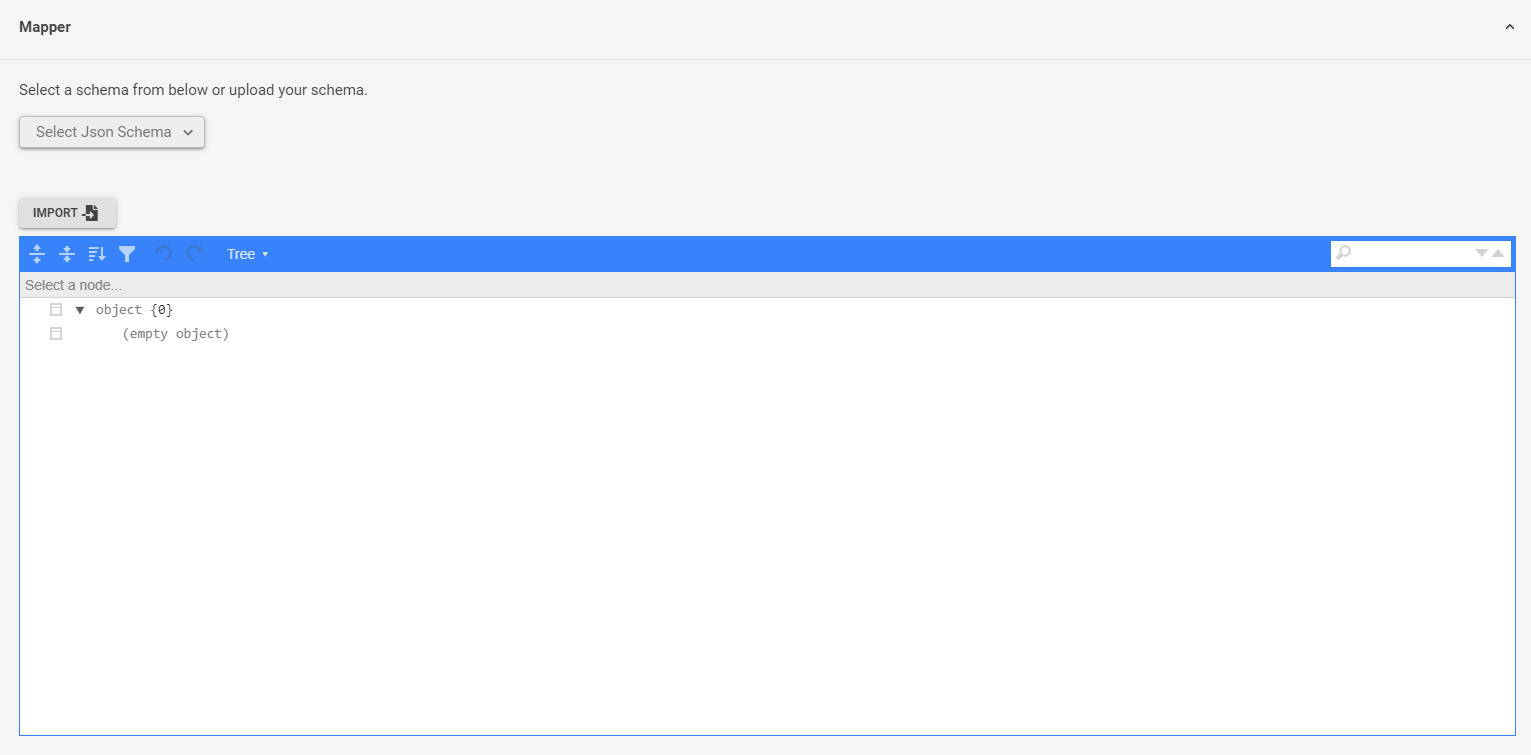 Mapper
Select a schema from below or upload your schema.
Select Json Schema
IMPORT
Tree
Select a node...
object {0}
(empty object)